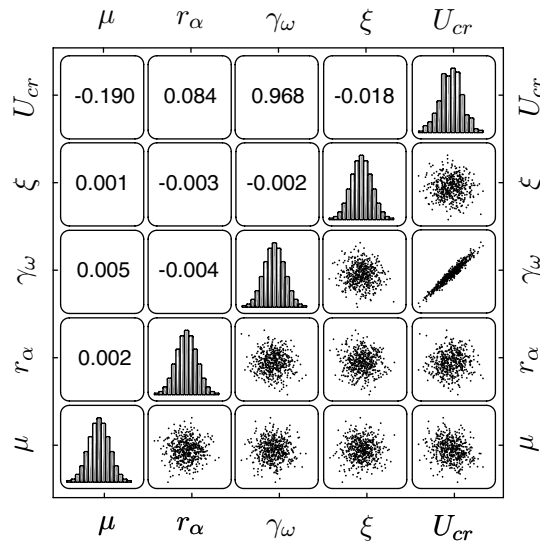 μ r_α γ_ω ξ U_cr
U_cr -0.190 0.084 0.968 -0.018 U_cr
ξ 0.001 -0.003 -0.002 ξ
γ_ω 0.005 -0.004 γ_ω
r_α 0.002 r_α
μ μ
μ r_α γ_ω ξ U_cr